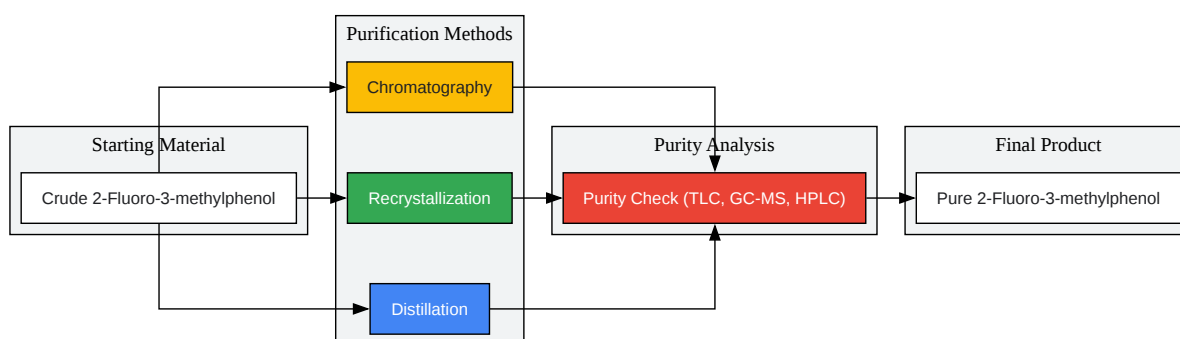 Purification Methods
Chromatography
Starting Material
Crude 2-Fluoro-3-methylphenol
Recrystallization
Distillation
Purity Analysis
Purity Check (TLC, GC-MS, HPLC)
Final Product
Pure 2-Fluoro-3-methylphenol